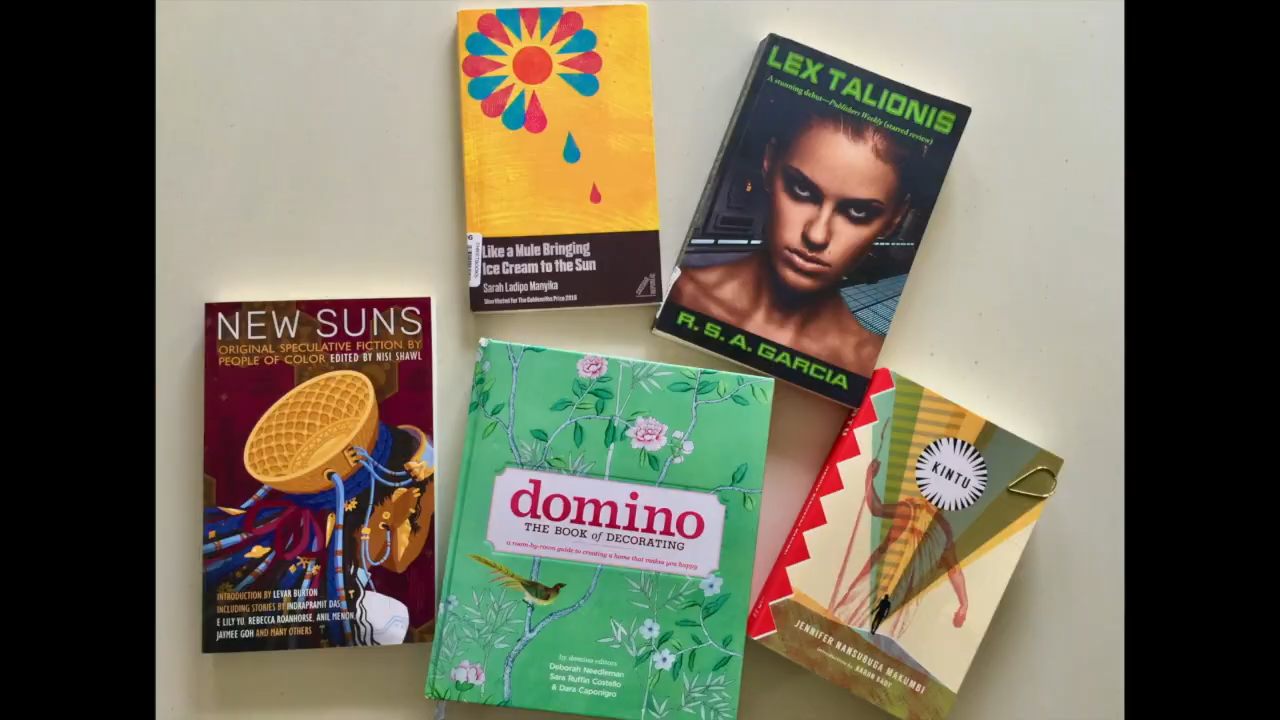 Like a Mule Bringing
Ice Cream to the Sun
Sarah Ladipo Manyika
Shortlisted For The Goldsmiths Prize 2016
LEX TALIONIS
A stunning debut—Publishers Weekly (starred review)
R. S. A. GARCIA
NEW SUNS
ORIGINAL SPECULATIVE FICTION BY
PEOPLE OF COLOR EDITED BY NISI SHAWL
INTRODUCTION BY LEVAR BURTON
INCLUDING STORIES BY INDRAPRAMIT DAS,
E LILY YU, REBECCA ROANHORSE, ANIL MENON,
JAYMEE GOH AND MANY OTHERS
domino
THE BOOK of DECORATING
a room-by-room guide to creating a home that makes you happy
by domino editors
Deborah Needleman
Sara Ruffin Costello
& Dara Caponigro
KINTU
JENNIFER NANSUBUGA MAKUMBI
introduction by AARON BADY